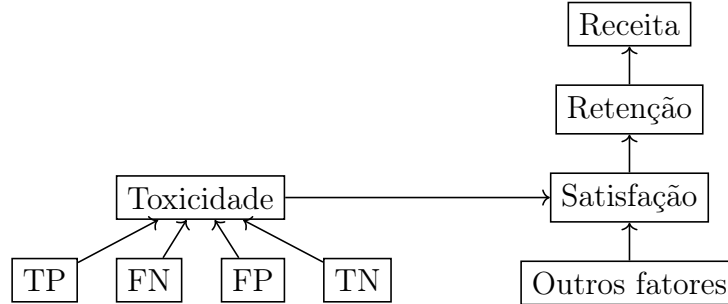 Receita
Retenção
Toxicidade
Satisfação
TP
FN
FP
TN
Outros fatores